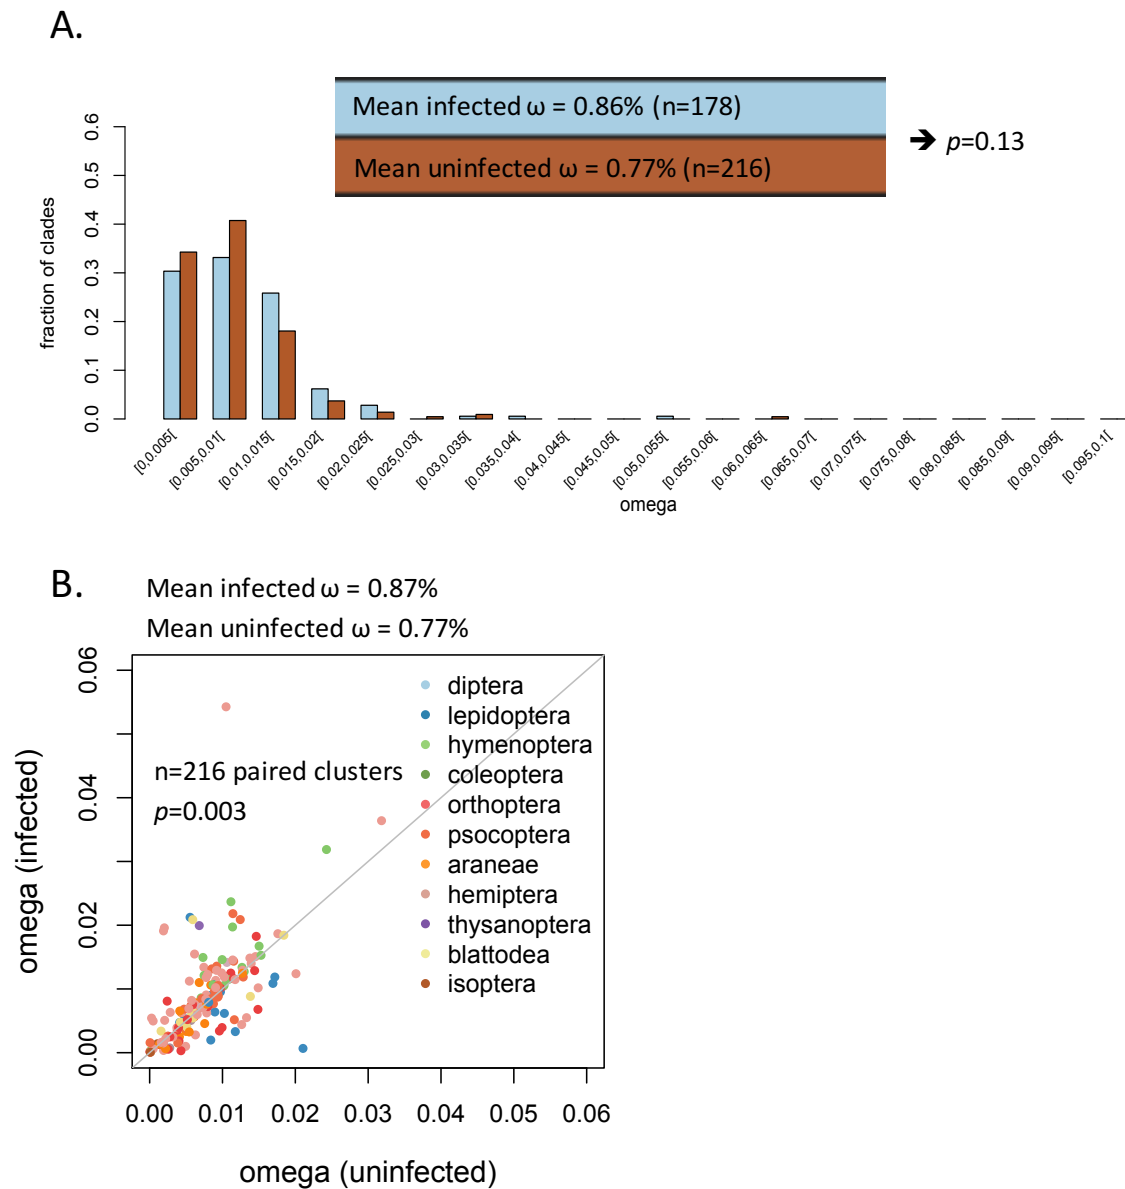 A.
Mean infected ω = 0.86% (n=178)
Mean uninfected ω = 0.77% (n=216)
➔ p=0.13
fraction of clades
0.6
0.5
0.4
0.3
0.2
0.1
0.0
[0,0.005[
[0.005,0.01[
[0.01,0.015[
[0.015,0.02[
[0.02,0.025[
[0.025,0.03[
[0.03,0.035[
[0.035,0.04[
[0.04,0.045[
[0.045,0.05[
[0.05,0.055[
[0.055,0.06[
[0.06,0.065[
[0.065,0.07[
[0.07,0.075[
[0.075,0.08[
[0.08,0.085[
[0.085,0.09[
[0.09,0.095[
[0.095,0.1[
omega
B.
Mean infected ω = 0.87%
Mean uninfected ω = 0.77%
omega (infected)
0.06
0.04
0.02
0.00
n=216 paired clusters
p=0.003
diptera
lepidoptera
hymenoptera
coleoptera
orthoptera
psocoptera
araneae
hemiptera
thysanoptera
blattodea
isoptera
0.00 0.01 0.02 0.03 0.04 0.05 0.06
omega (uninfected)